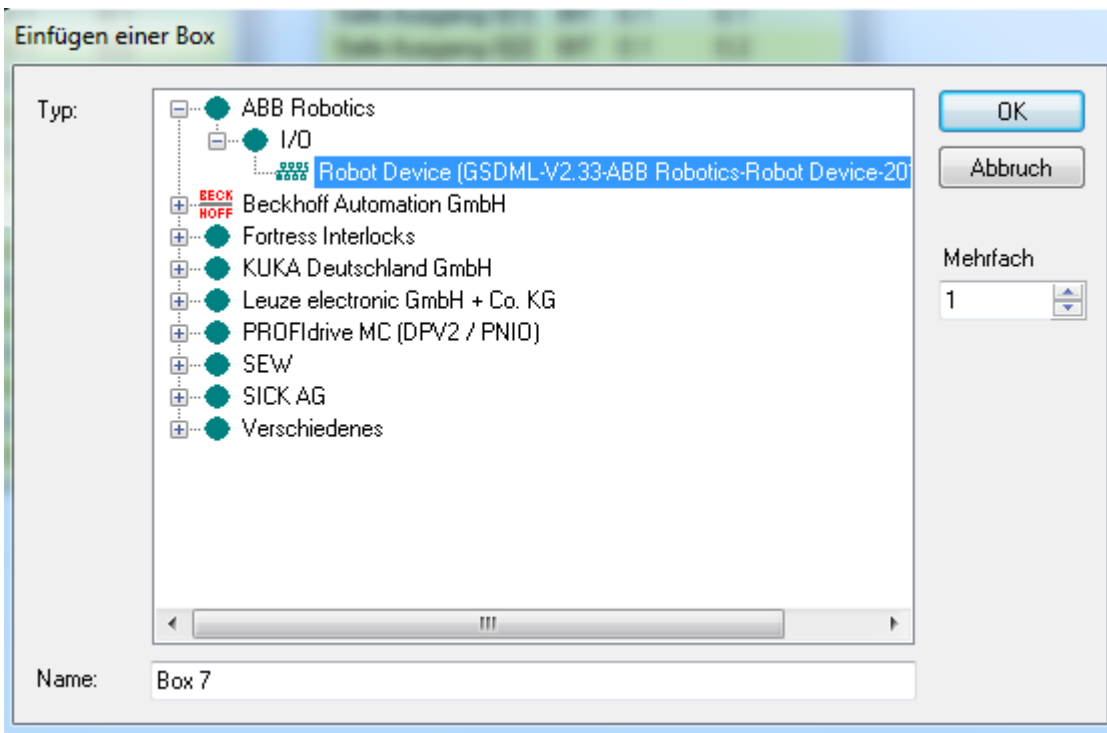 Einfügen einer Box
Typ:
ABB Robotics
I/O
Robot Device (GSDML-V2.33-ABB Robotics-Robot Device-20
BECK
HOFF
Beckhoff Automation GmbH
Fortress Interlocks
KUKA Deutschland GmbH
Leuze electronic GmbH + Co. KG
PROFIdrive MC (DPV2 / PNIO)
SEW
SICK AG
Verschiedenes
OK
Abbruch
Mehrfach
1
Name:
Box 7